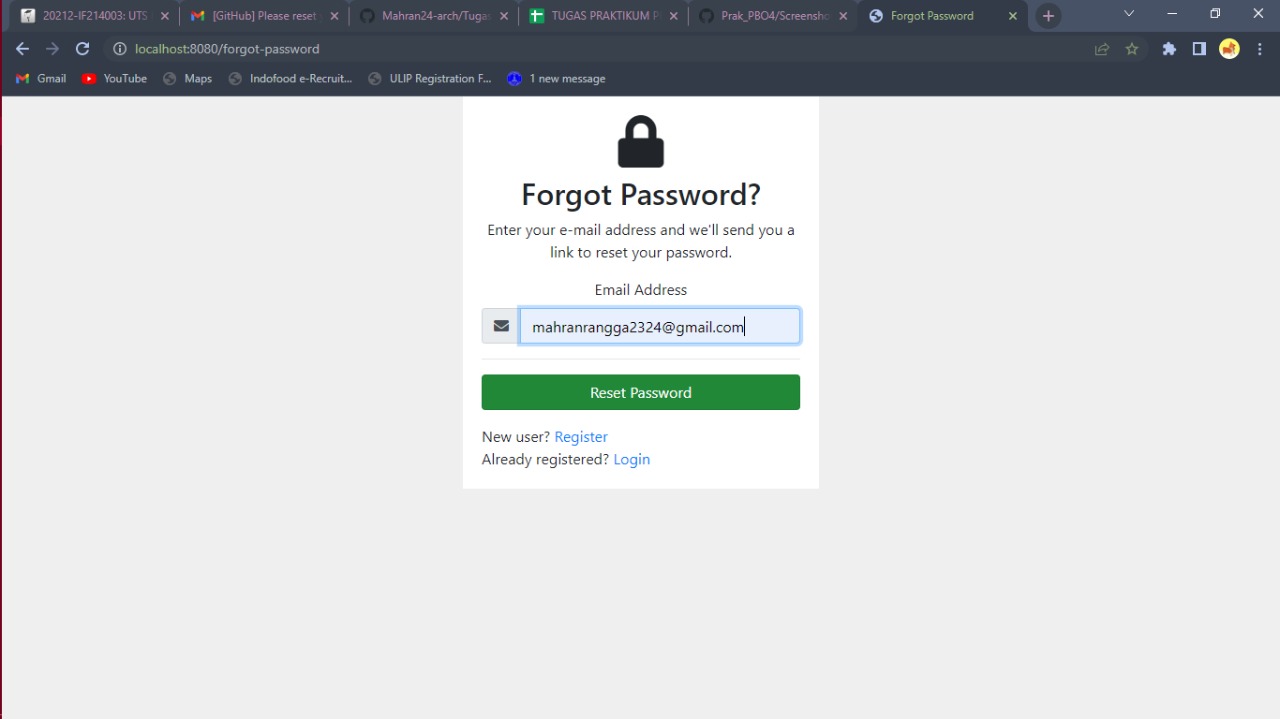 20212-IF214003: UTS
[GitHub] Please reset
Mahran24-arch/Tuga
TUGAS PRAKTIKUM P
Prak_PBO4/Screensho
Forgot Password
localhost:8080/forgot-password
Gmail
YouTube
Maps
Indofood e-Recruit...
ULIP Registration F...
1 new message
Forgot Password?
Enter your e-mail address and we'll send you a
link to reset your password.
Email Address
mahranrangga2324@gmail.com
Reset Password
New user? Register
Already registered? Login